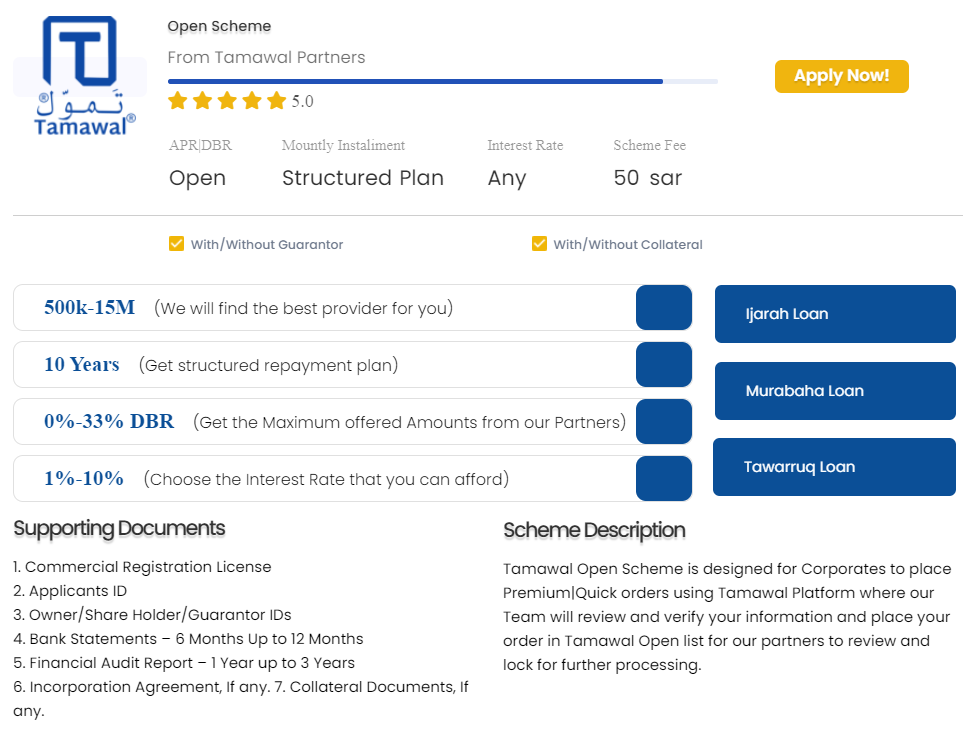 Open Scheme
From Tamawal Partners
Apply Now!
5.0
® تَمـوّل
Tamawal®
APR|DBR Mountly Instaliment Interest Rate Scheme Fee
Open Structured Plan Any 50 sar
With/Without Guarantor With/Without Collateral
500k-15M (We will find the best provider for you)
Ijarah Loan
10 Years (Get structured repayment plan)
Murabaha Loan
0%-33% DBR (Get the Maximum offered Amounts from our Partners)
1%-10% (Choose the Interest Rate that you can afford)
Tawarruq Loan
Supporting Documents
1. Commercial Registration License
2. Applicants ID
3. Owner/Share Holder/Guarantor IDs
4. Bank Statements – 6 Months Up to 12 Months
5. Financial Audit Report – 1 Year up to 3 Years
6. Incorporation Agreement, If any. 7. Collateral Documents, If
any.
Scheme Description
Tamawal Open Scheme is designed for Corporates to place
Premium|Quick orders using Tamawal Platform where our
Team will review and verify your information and place your
order in Tamawal Open list for our partners to review and
lock for further processing.